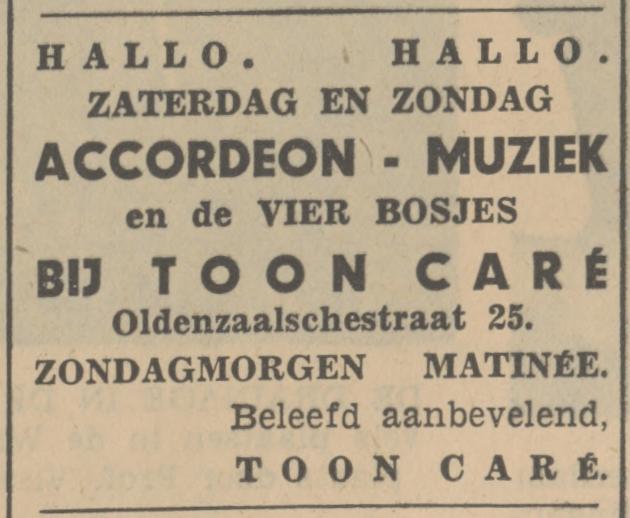 HALLO. HALLO.
ZATERDAG EN ZONDAG
ACCORDEON - MUZIEK
en de VIER BOSJES
BIJ TOON CARÉ
Oldenzaalschestraat 25.
ZONDAGMORGEN MATINÉE.
Beleefd aanbevelend,
TOON CARÉ.